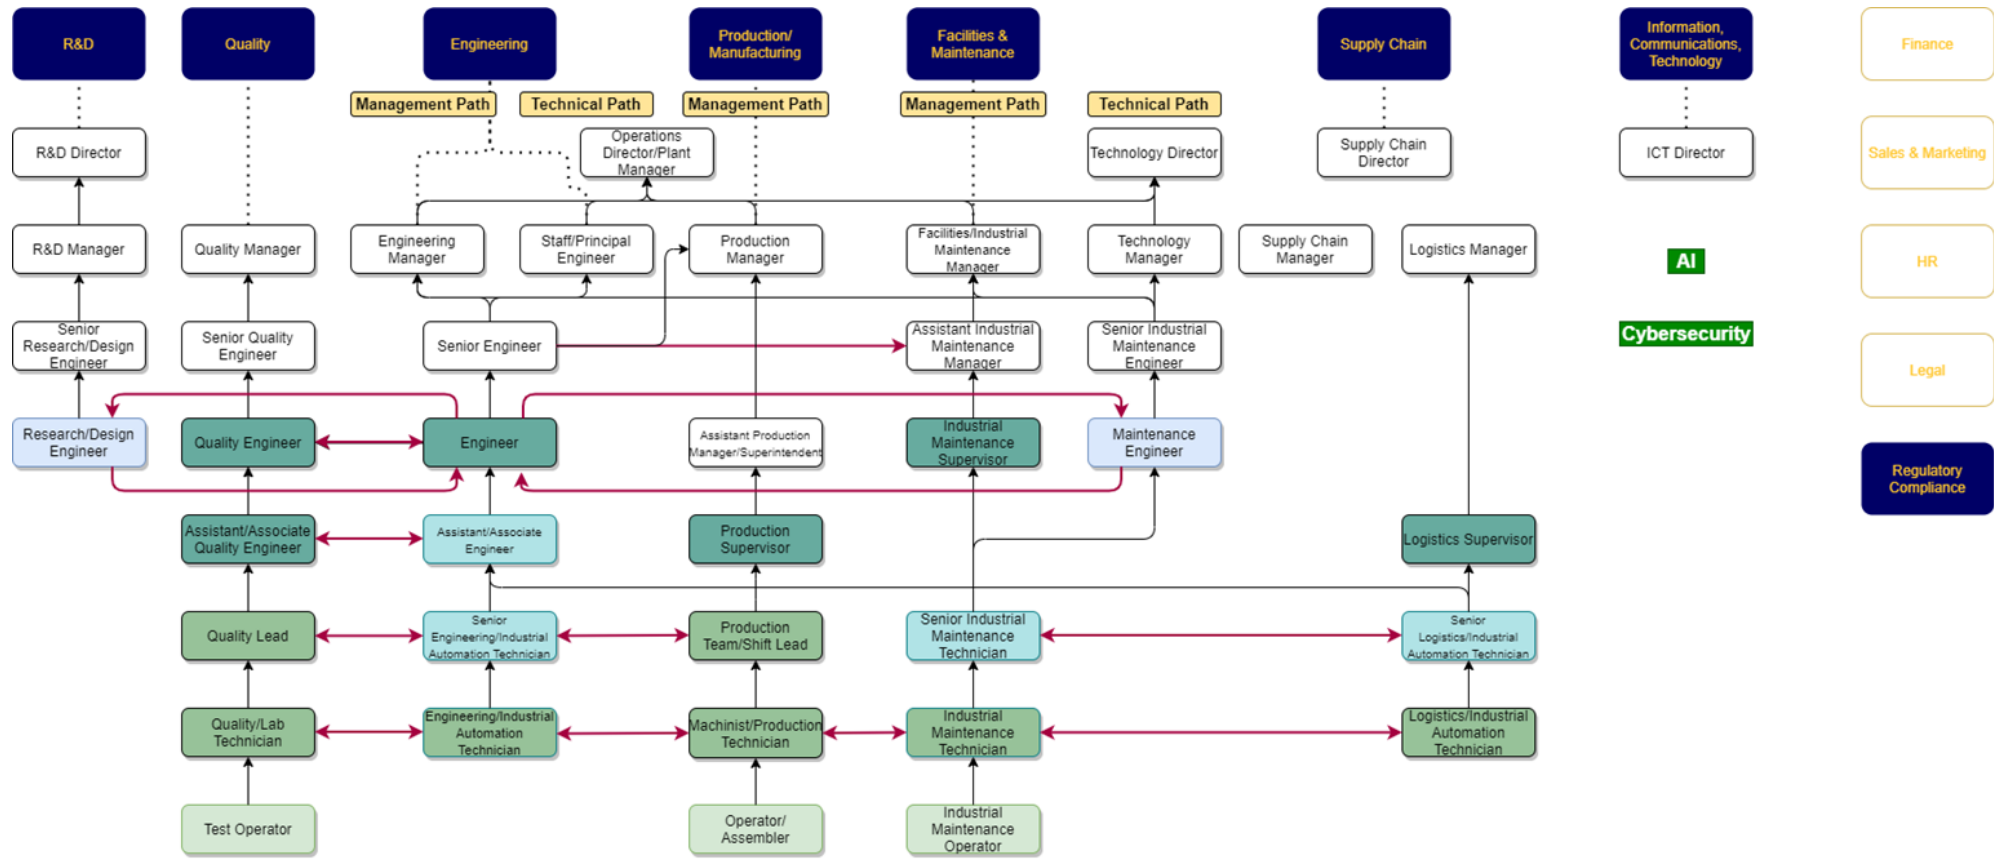 R&D
Quality
Engineering
Production/
Manufacturing
Facilities &
Maintenance
Supply Chain
Information,
Communications,
Technology
Finance
Management Path
Technical Path
Management Path
Management Path
Technical Path
R&D Director
Operations
Director/Plant
Manager
Technology Director
Supply Chain
Director
ICT Director
Sales & Marketing
R&D Manager
Quality Manager
Engineering
Manager
Staff/Principal
Engineer
Production
Manager
Facilities/Industrial
Maintenance
Manager
Technology
Manager
Supply Chain
Manager
Logistics Manager
AI
HR
Senior
Research/Design
Engineer
Senior Quality
Engineer
Senior Engineer
Assistant Industrial
Maintenance
Manager
Senior Industrial
Maintenance
Engineer
Cybersecurity
Legal
Research/Design
Engineer
Quality Engineer
Engineer
Assistant Production
Manager/Superintendent
Industrial
Maintenance
Supervisor
Maintenance
Engineer
Regulatory
Compliance
Assistant/Associate
Quality Engineer
Assistant/Associate
Engineer
Production
Supervisor
Logistics Supervisor
Quality Lead
Senior
Engineering/Industrial
Automation Technician
Production
Team/Shift Lead
Senior Industrial
Maintenance
Technician
Senior
Logistics/Industrial
Automation Technician
Quality/Lab
Technician
Engineering/Industrial
Automation
Technician
Machinist/Production
Technician
Industrial
Maintenance
Technician
Logistics/Industrial
Automation
Technician
Test Operator
Operator/
Assembler
Industrial
Maintenance
Operator